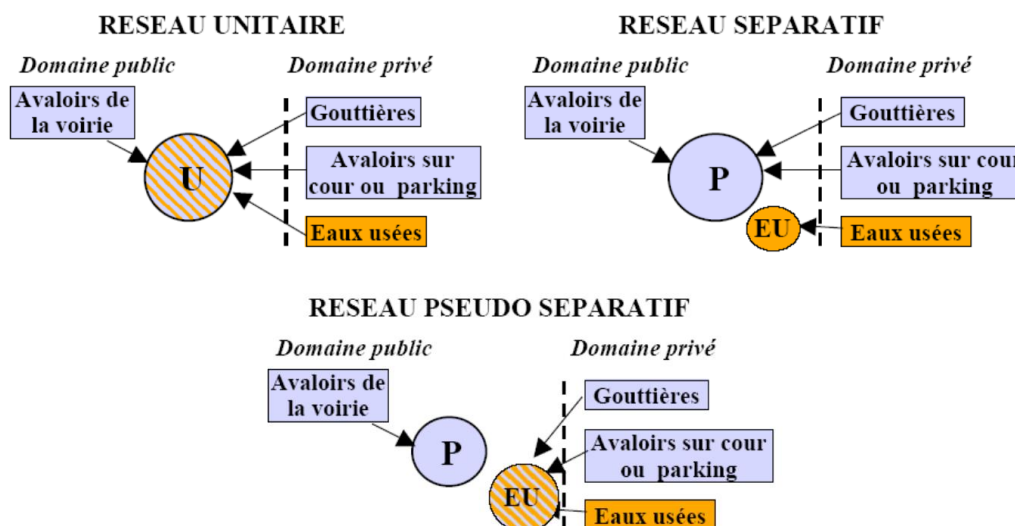 RESEAU UNITAIRE
Domaine public
Domaine privé
Avaloirs de
la voirie
Gouttières
U
Avaloirs sur
cour ou parking
Eaux usées
RESEAU SEPARATIF
Domaine public
Domaine privé
Avaloirs de
la voirie
Gouttières
P
Avaloirs sur cour
ou parking
EU
Eaux usées
RESEAU PSEUDO SEPARATIF
Domaine public
Domaine privé
Avaloirs de
la voirie
Gouttières
P
Avaloirs sur cour
ou parking
EU
Eaux usées